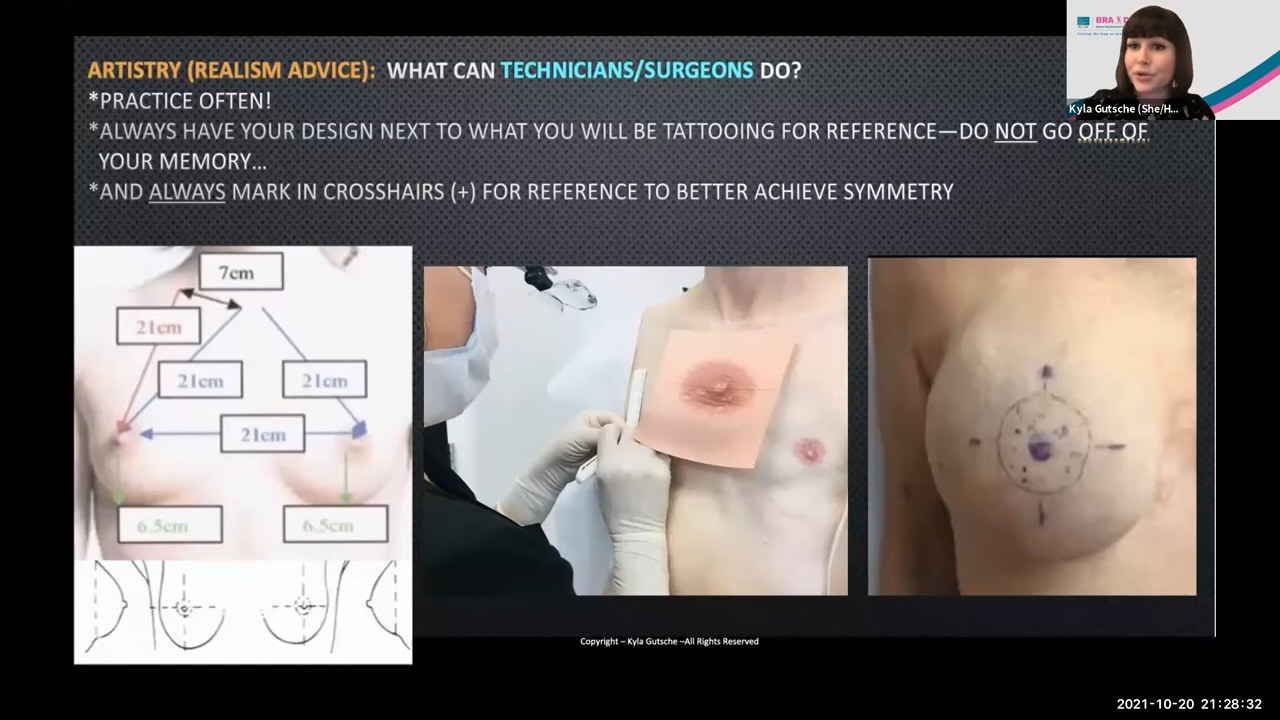 ARTISTRY (REALISM ADVICE): WHAT CAN TECHNICIANS/SURGEONS DO?
*PRACTICE OFTEN!
*ALWAYS HAVE YOUR DESIGN NEXT TO WHAT YOU WILL BE TATTOOING FOR REFERENCE—DO NOT GO OFF OF
YOUR MEMORY...
*AND ALWAYS MARK IN CROSSHAIRS (+) FOR REFERENCE TO BETTER ACHIEVE SYMMETRY
Kyla Gutsche (She/H...
7cm
21cm
21cm
21cm
21cm
6.5cm
6.5cm
Copyright – Kyla Gutsche –All Rights Reserved
2021-10-20 21:28:32